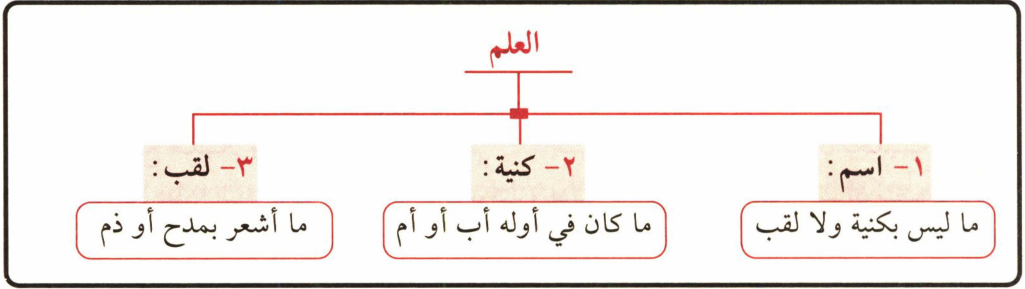 العلم
١- اسم:
ما ليس بكنية ولا لقب
٢- كنية:
ما كان في أوله أب أو أم
٣- لقب:
ما أشعر بمدح أو ذم